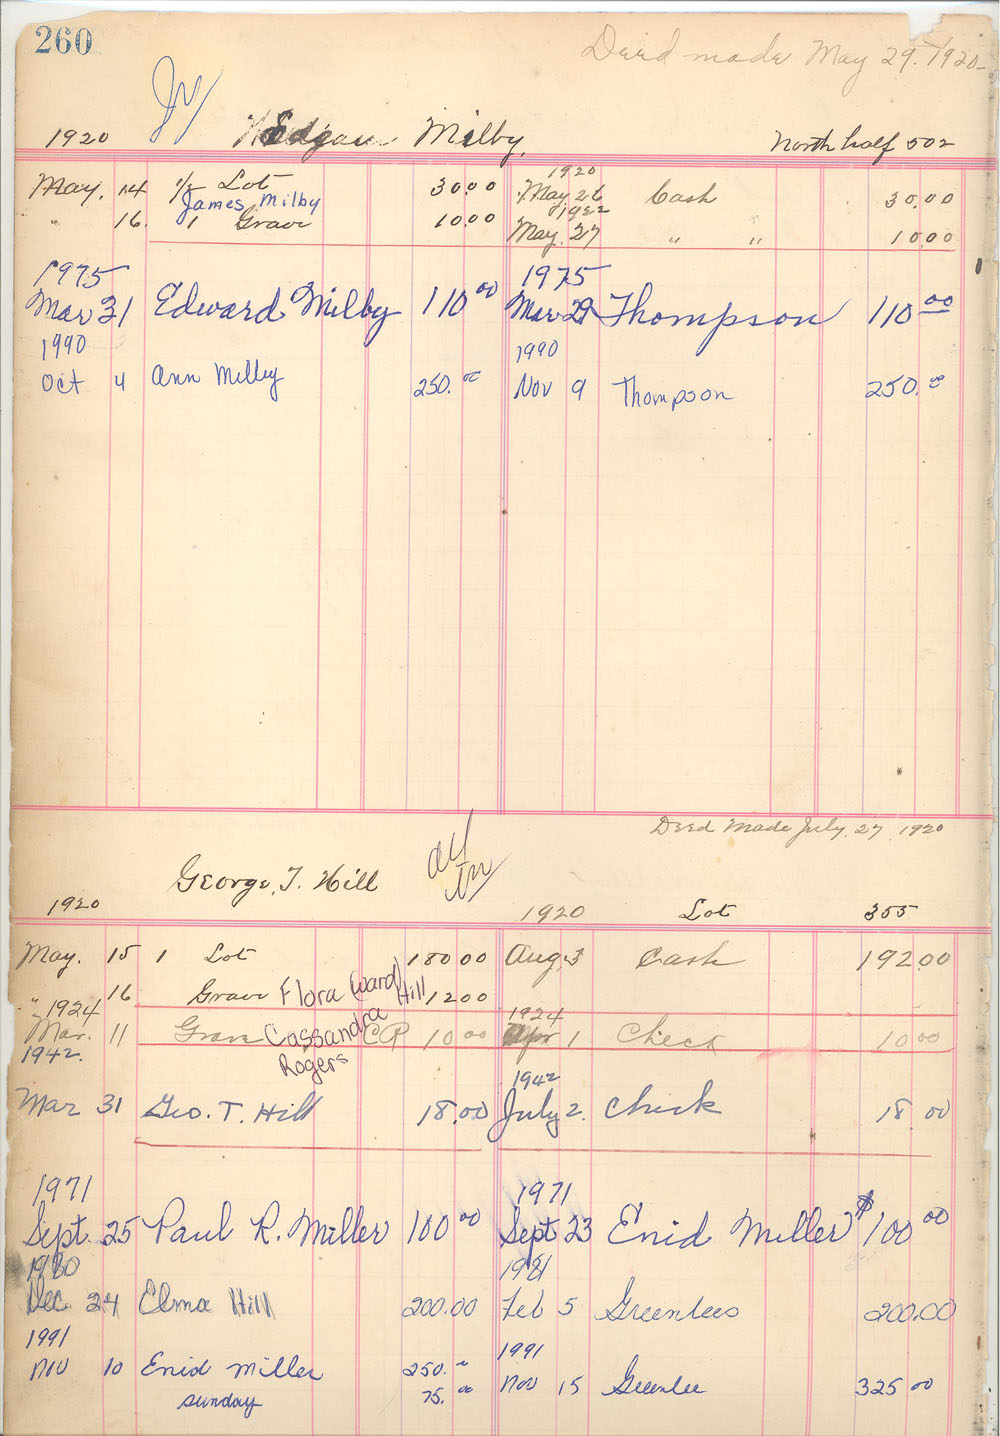 260
Deed made May 29. 1920
1920 Edgar Milby, North half 502
1920
May. 14 1/2 Lot 30.00 May 26 Cash 30.00
James Milby 1922
" 16. 1 Grave 10.00 May. 27 " " 10.00
1975 1975
Mar 31 Edward Milby 110 00 Mar 29 Thompson 110 00
1990 1990
Oct 4 Ann Milby 250. 00 Nov 9 Thompson 250. 00
Deed Made July. 27, 1920
George. T. Hill all in
1920 1920 Lot 355
May. 15 1 Lot 180 00 Aug. 3 Cash 192.00
" 16 Grave Flora (Ward) Hill 12 00
1924 1924
Mar. 11 Grave Cassandra CR 10 00 Apr 1 Check 10 00
Rogers
1942. 1942
Mar 31 Geo. T. Hill 18.00 July 2. Check 18 00
1971 1971
Sept. 25 Paul R. Miller 100 00 Sept 23 Enid Miller $100 00
1980 1981
Dec. 24 Elma Hill 200.00 Feb 5 Greenlees 200.00
1991 1991
Nov 10 Enid Miller 250. Nov 15 Greenlee 325 00
Sunday 75. 00